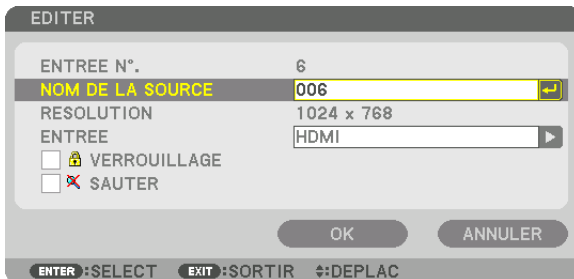 EDITER
ENTREE N°. 6
NOM DE LA SOURCE 006
RESOLUTION 1024 x 768
ENTREE HDMI
VERROUILLAGE
SAUTER
OK ANNULER
ENTER :SELECT EXIT :SORTIR :DEPLAC